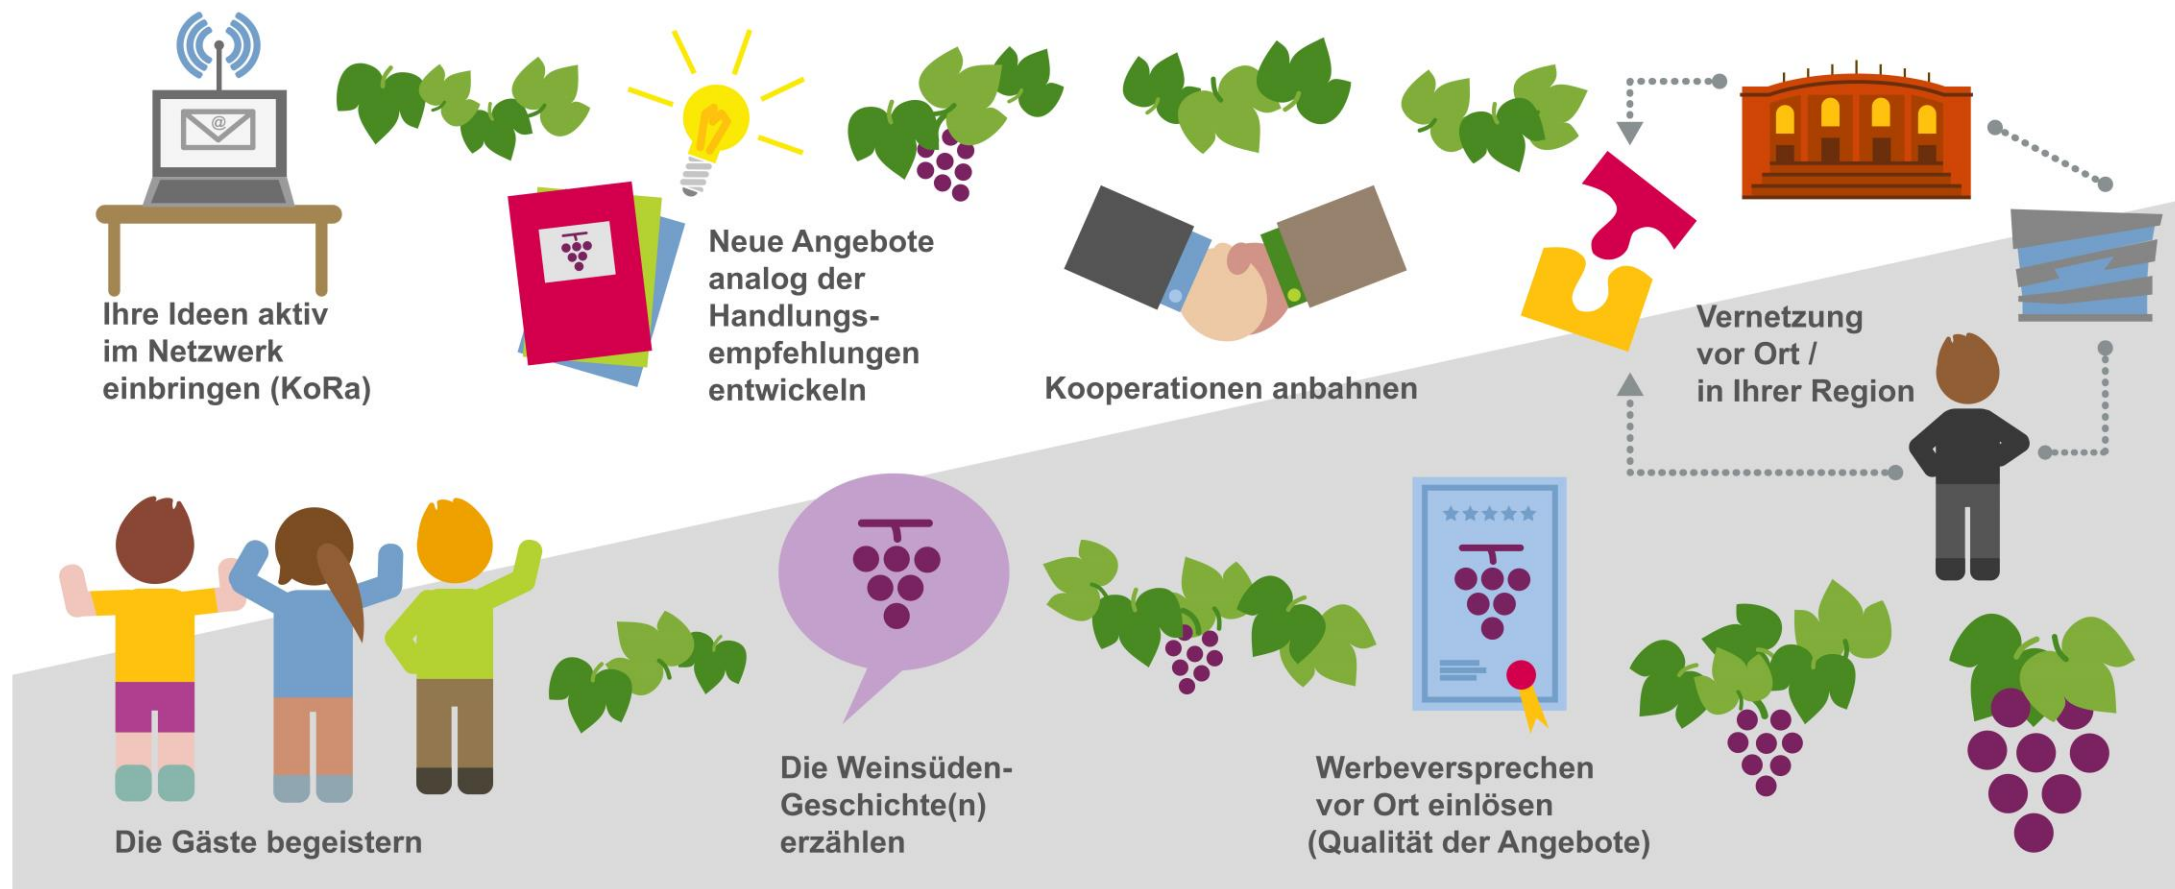 @
Ihre Ideen aktiv
im Netzwerk
einbringen (KoRa)
Neue Angebote
analog der
Handlungs-
empfehlungen
entwickeln
Kooperationen anbahnen
Vernetzung
vor Ort /
in Ihrer Region
Die Gäste begeistern
Die Weinsüden-
Geschichte(n)
erzählen
Werbeversprechen
vor Ort einlösen
(Qualität der Angebote)